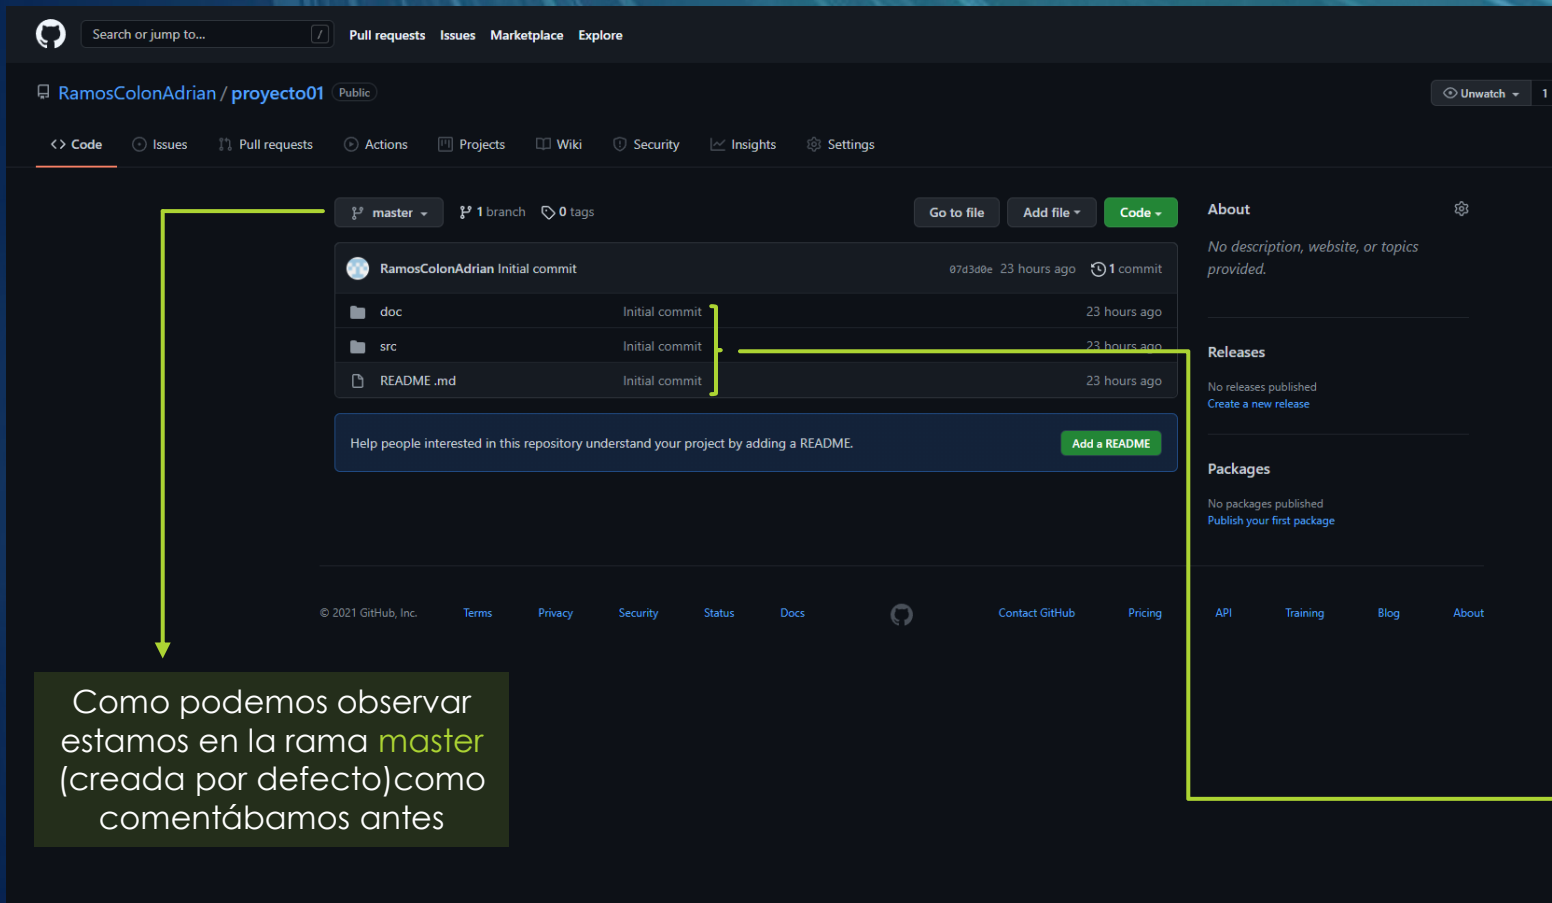 Search or jump to... /
Pull requests Issues Marketplace Explore
RamosColonAdrian / proyecto01 Public
Unwatch 1
<> Code Issues Pull requests Actions Projects Wiki Security Insights Settings
master 1 branch 0 tags
Go to file Add file Code
About
RamosColonAdrian Initial commit 07d3d0e 23 hours ago 1 commit
No description, website, or topics
provided.
doc Initial commit 23 hours ago
src Initial commit 23 hours ago
README .md Initial commit 23 hours ago
Releases
No releases published
Create a new release
Help people interested in this repository understand your project by adding a README. Add a README
Packages
No packages published
Publish your first package
© 2021 GitHub, Inc. Terms Privacy Security Status Docs Contact GitHub Pricing API Training Blog About
Como podemos observar
estamos en la rama master
(creada por defecto)como
comentábamos antes